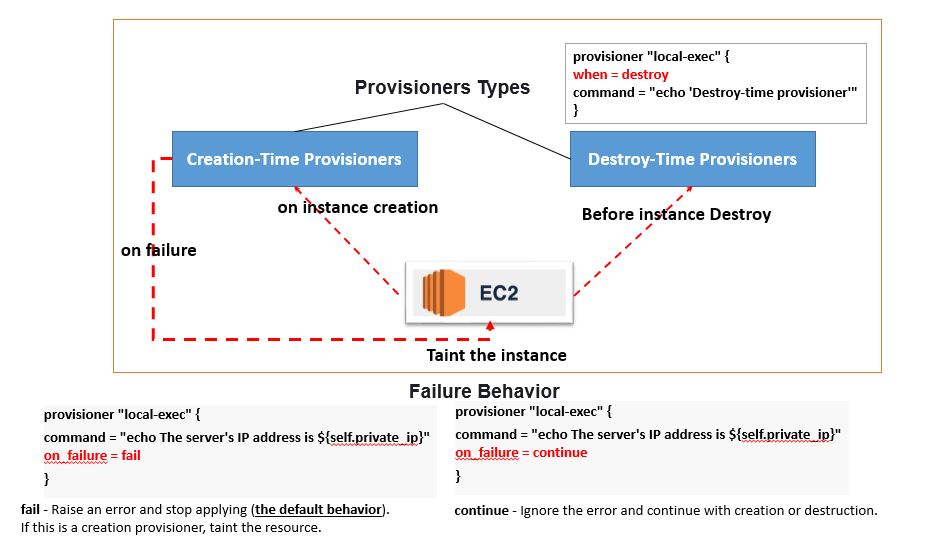 provisioner "local-exec" {
when = destroy
command = "echo 'Destroy-time provisioner'"
}
Provisioners Types
Creation-Time Provisioners
Destroy-Time Provisioners
on instance creation
Before instance Destroy
on failure
EC2
Taint the instance
Failure Behavior
provisioner "local-exec" {
command = "echo The server's IP address is ${self.private_ip}"
on_failure = fail
}
provisioner "local-exec" {
command = "echo The server's IP address is ${self.private_ip}"
on_failure = continue
}
fail - Raise an error and stop applying (the default behavior).
If this is a creation provisioner, taint the resource.
continue - Ignore the error and continue with creation or destruction.